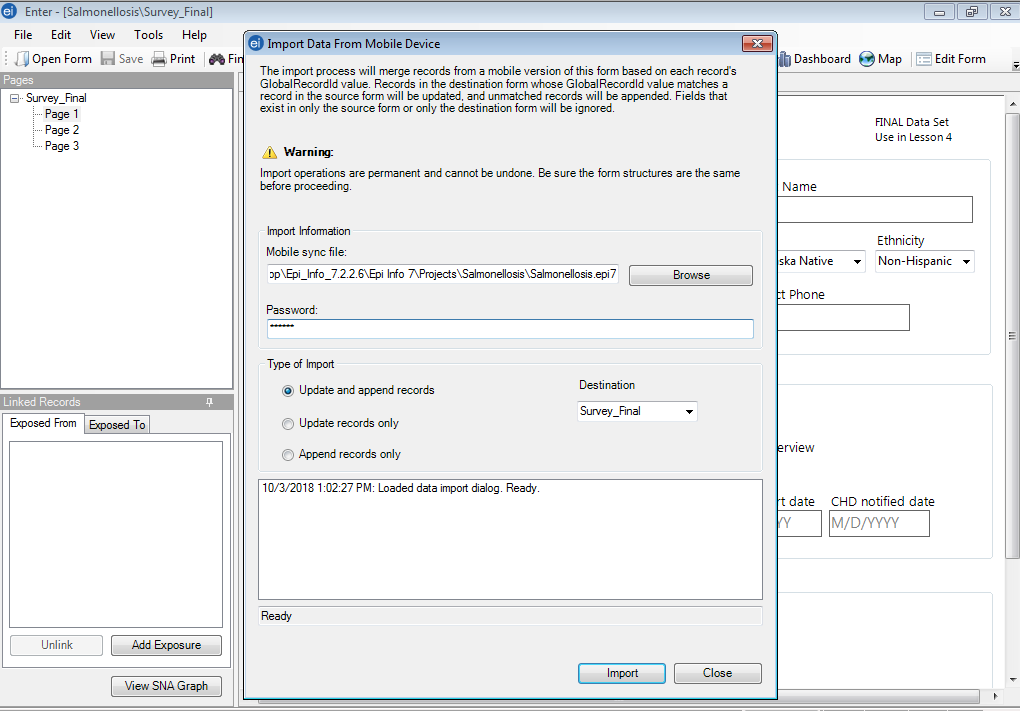 ei Enter - [Salmonellosis\Survey_Final]
File Edit View Tools Help
Open Form Save Print Fin
Dashboard Map Edit Form
Pages
Survey_Final
Page 1
Page 2
Page 3
Linked Records
Exposed From Exposed To
Unlink Add Exposure
View SNA Graph
ei Import Data From Mobile Device
The import process will merge records from a mobile version of this form based on each record's
GlobalRecordId value. Records in the destination form whose GlobalRecordId value matches a
record in the source form will be updated, and unmatched records will be appended. Fields that
exist in only the source form or only the destination form will be ignored.
Warning:
Import operations are permanent and cannot be undone. Be sure the form structures are the same
before proceeding.
Import Information
Mobile sync file:
op\Epi_Info_7.2.2.6\Epi Info 7\Projects\Salmonellosis\Salmonellosis.epi7
Browse
Password:
******
Type of Import
Update and append records
Update records only
Append records only
Destination
Survey_Final
10/3/2018 1:02:27 PM: Loaded data import dialog. Ready.
Ready
Import Close
FINAL Data Set
Use in Lesson 4
Name
Ethnicity
ska Native Non-Hispanic
ct Phone
erview
rt date CHD notified date
YY M/D/YYYY